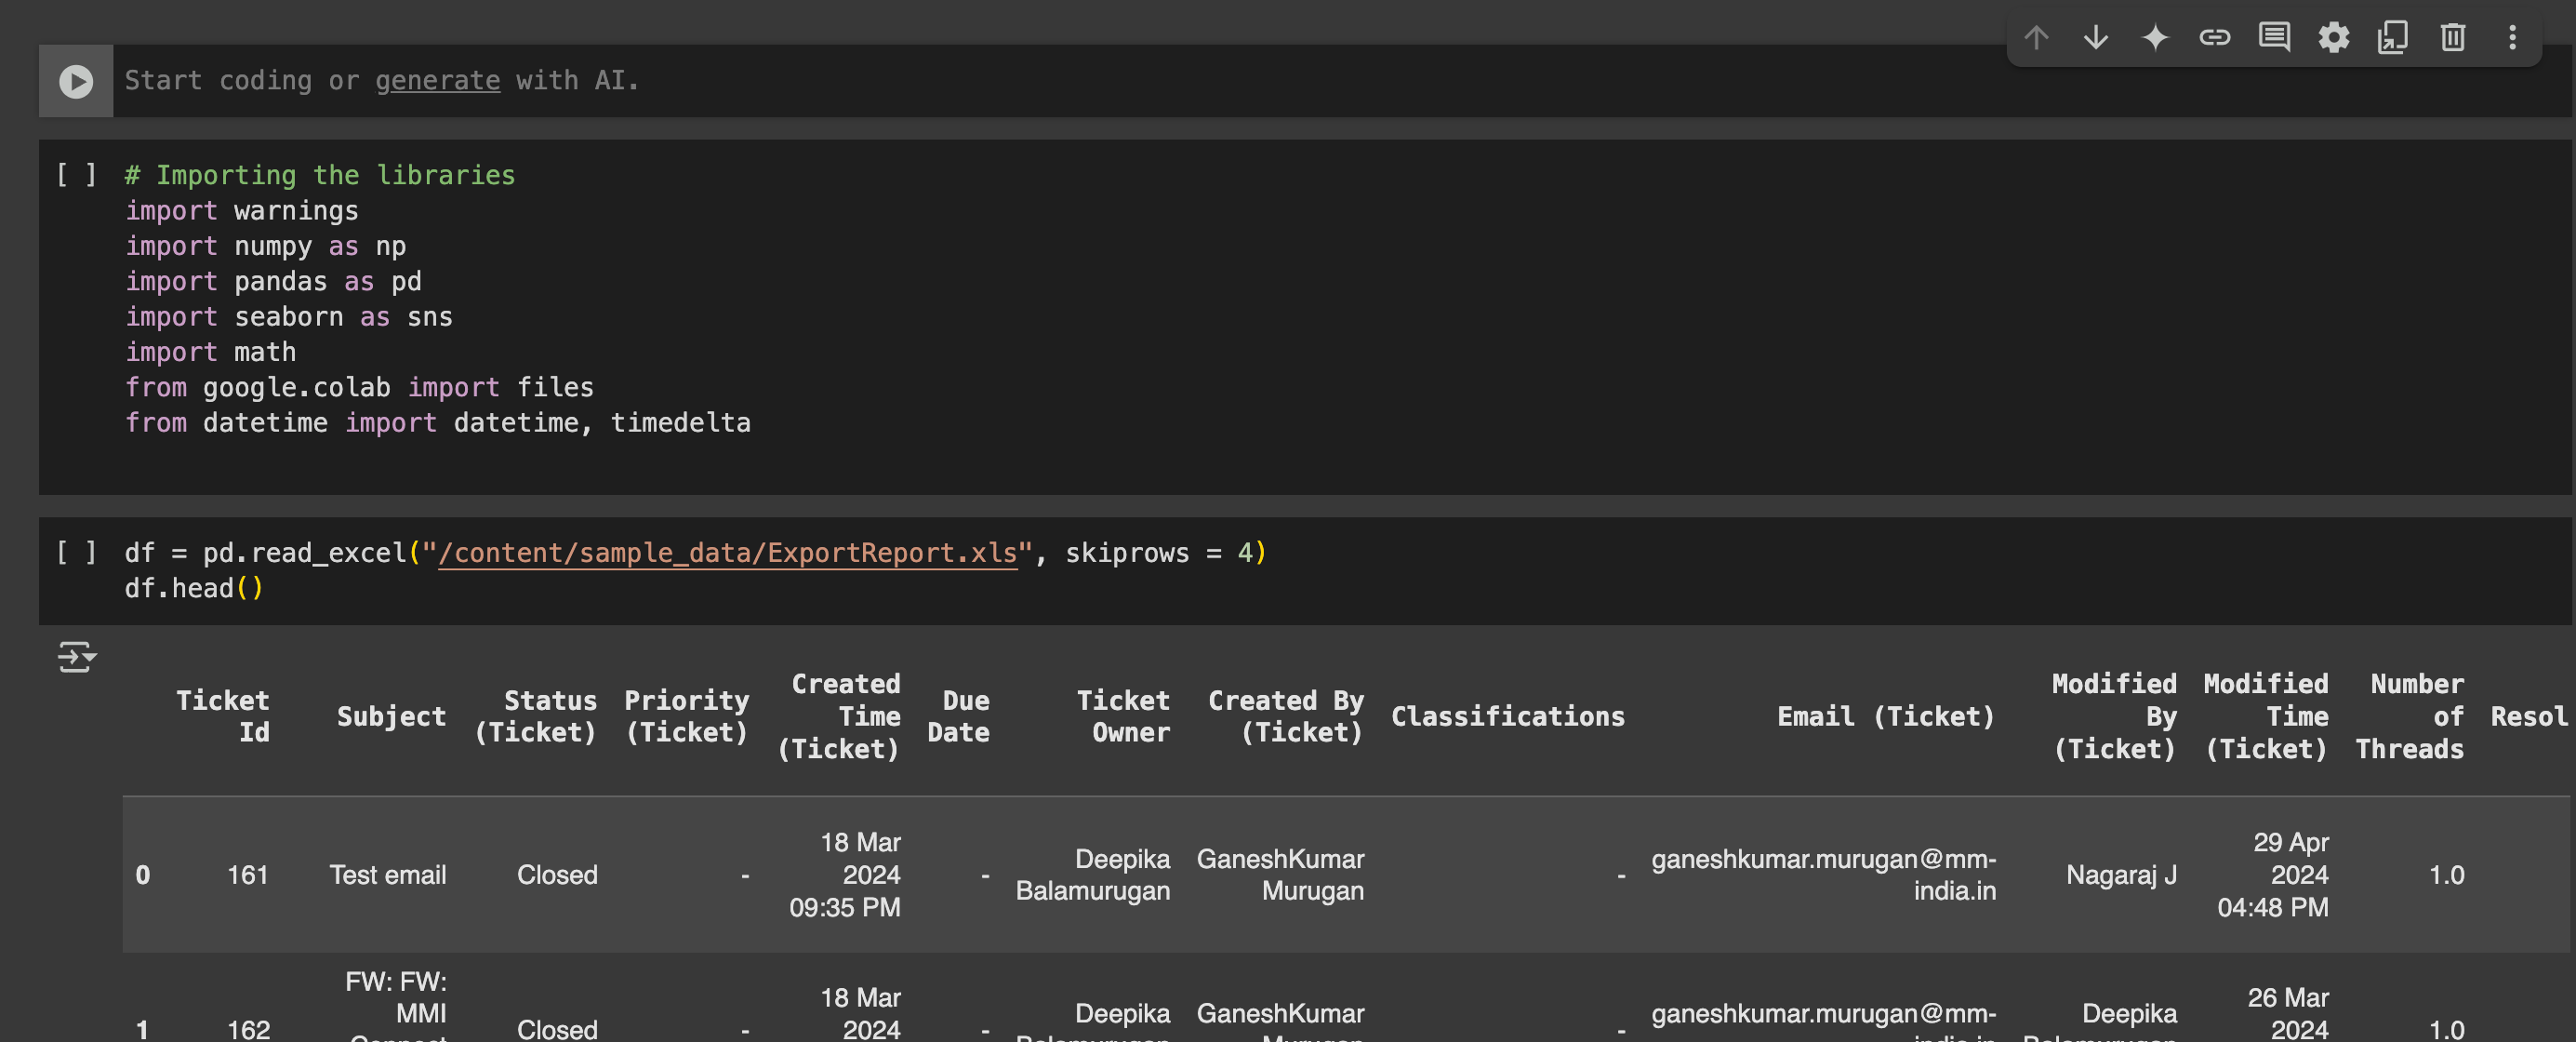 Start coding or generate with AI.
[ ] # Importing the libraries
import warnings
import numpy as np
import pandas as pd
import seaborn as sns
import math
from google.colab import files
from datetime import datetime, timedelta
[ ] df = pd.read_excel("/content/sample_data/ExportReport.xls", skiprows = 4)
df.head()
Ticket Id Subject Status (Ticket) Priority (Ticket) Created Time (Ticket) Due Date Ticket Owner Created By (Ticket) Classifications Email (Ticket) Modified By (Ticket) Modified Time (Ticket) Number of Threads Resol
0 161 Test email Closed - 18 Mar 2024 09:35 PM - Deepika Balamurugan GaneshKumar Murugan - ganeshkumar.murugan@mm-india.in Nagaraj J 29 Apr 2024 04:48 PM 1.0
1 162 FW: FW: MMI Closed - 18 Mar 2024 - Deepika GaneshKumar - ganeshkumar.murugan@mm- Deepika 26 Mar 2024 1.0